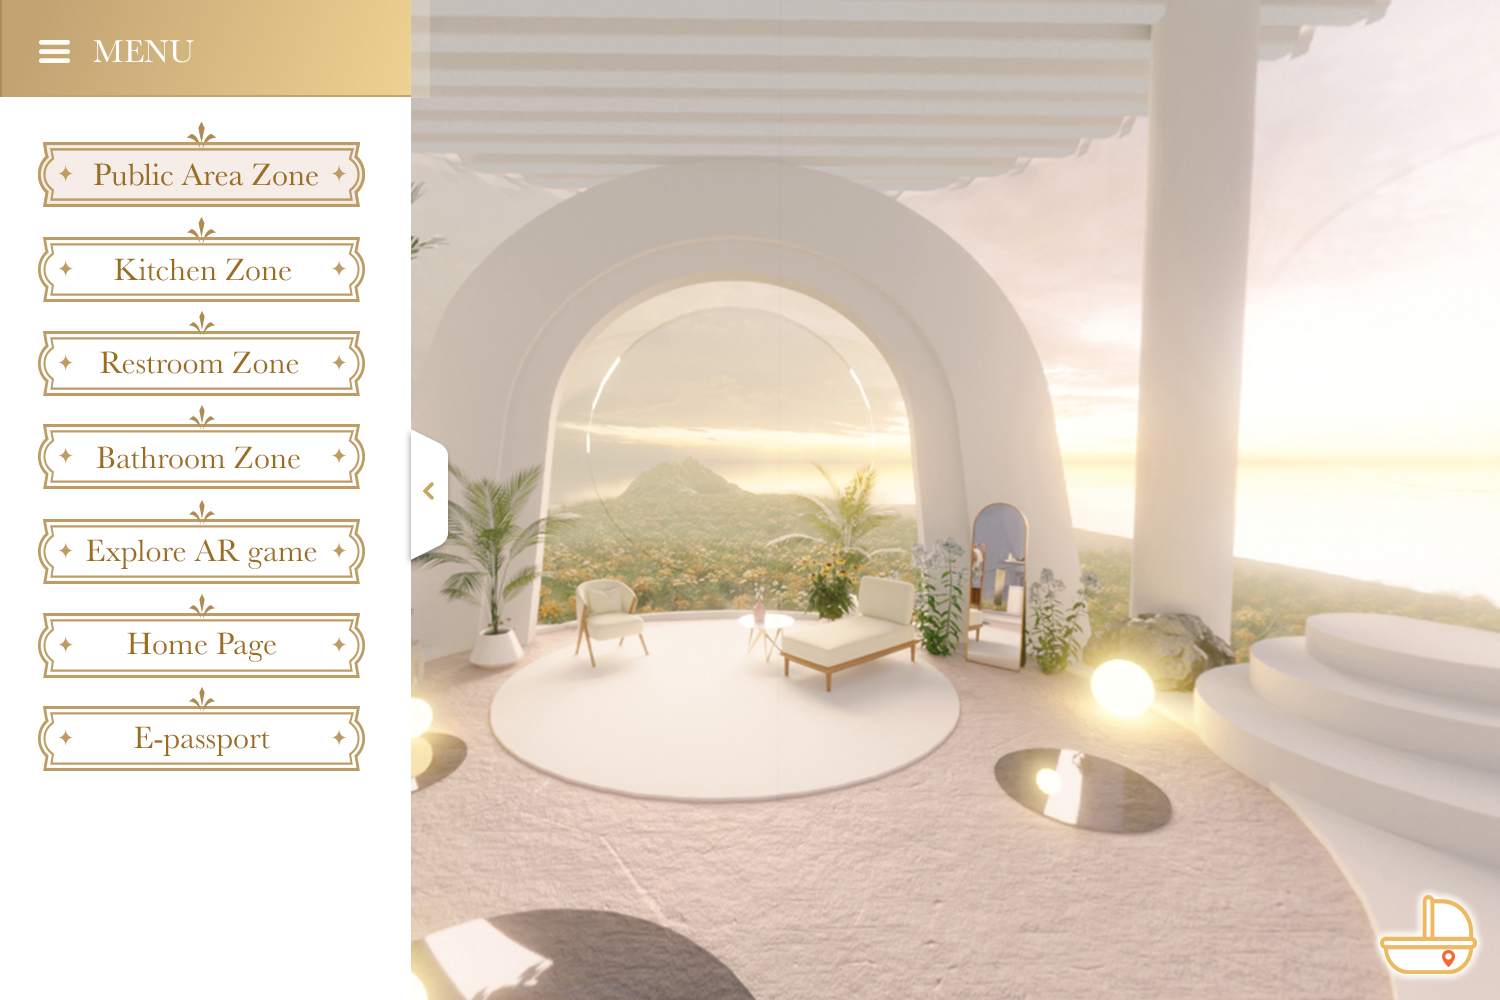 MENU
Public Area Zone
Kitchen Zone
Restroom Zone
Bathroom Zone
Explore AR game
Home Page
E-passport